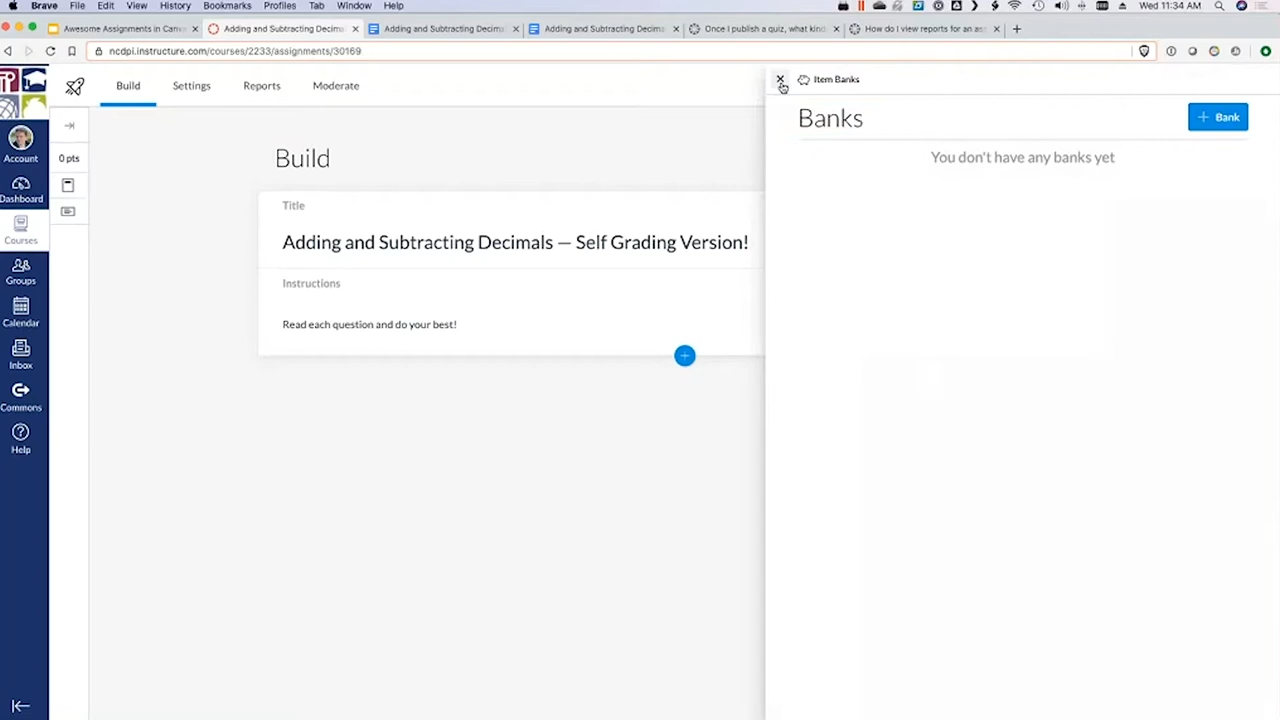 Brave File Edit View History Bookmarks Profiles Tab Window Help Wed 11:34 AM
Awesome Assignments in Canv
Adding and Subtracting Decim
Adding and Subtracting Decima
Adding and Subtracting Decima
Once I publish a quiz, what kind
How do I view reports for an as
ncdpi.instructure.com/courses/2233/assignments/30169
Build Settings Reports Moderate
Item Banks
Banks
+ Bank
You don't have any banks yet
Account
Dashboard
Courses
Groups
Calendar
Inbox
Commons
Help
0 pts
Build
Title
Adding and Subtracting Decimals — Self Grading Version!
Instructions
Read each question and do your best!